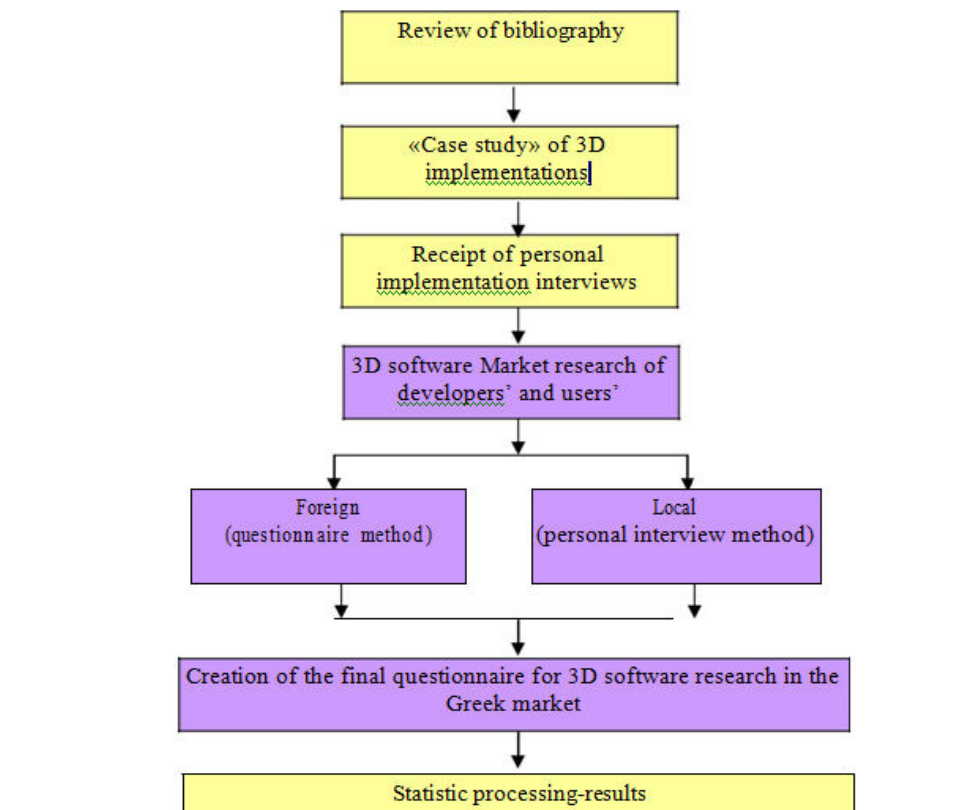 Review of bibliography
«Case study» of 3D
implementations
Receipt of personal
implementation interviews
3D software Market research of
developers’ and users’
Foreign
(questionnaire method)
Local
(personal interview method)
Creation of the final questionnaire for 3D software research in the
Greek market
Statistic processing-results